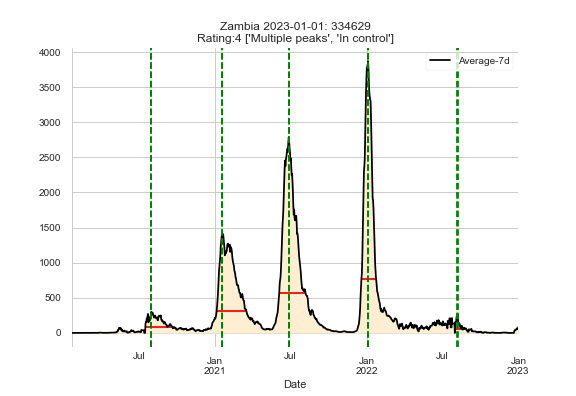 Zambia 2023-01-01: 334629
Rating:4 ['Multiple peaks', 'In control']
Average-7d
4000
3500
3000
2500
2000
1500
1000
500
0
Jul
Jan
2021
Jul
Jan
2022
Jul
Jan
2023
Date